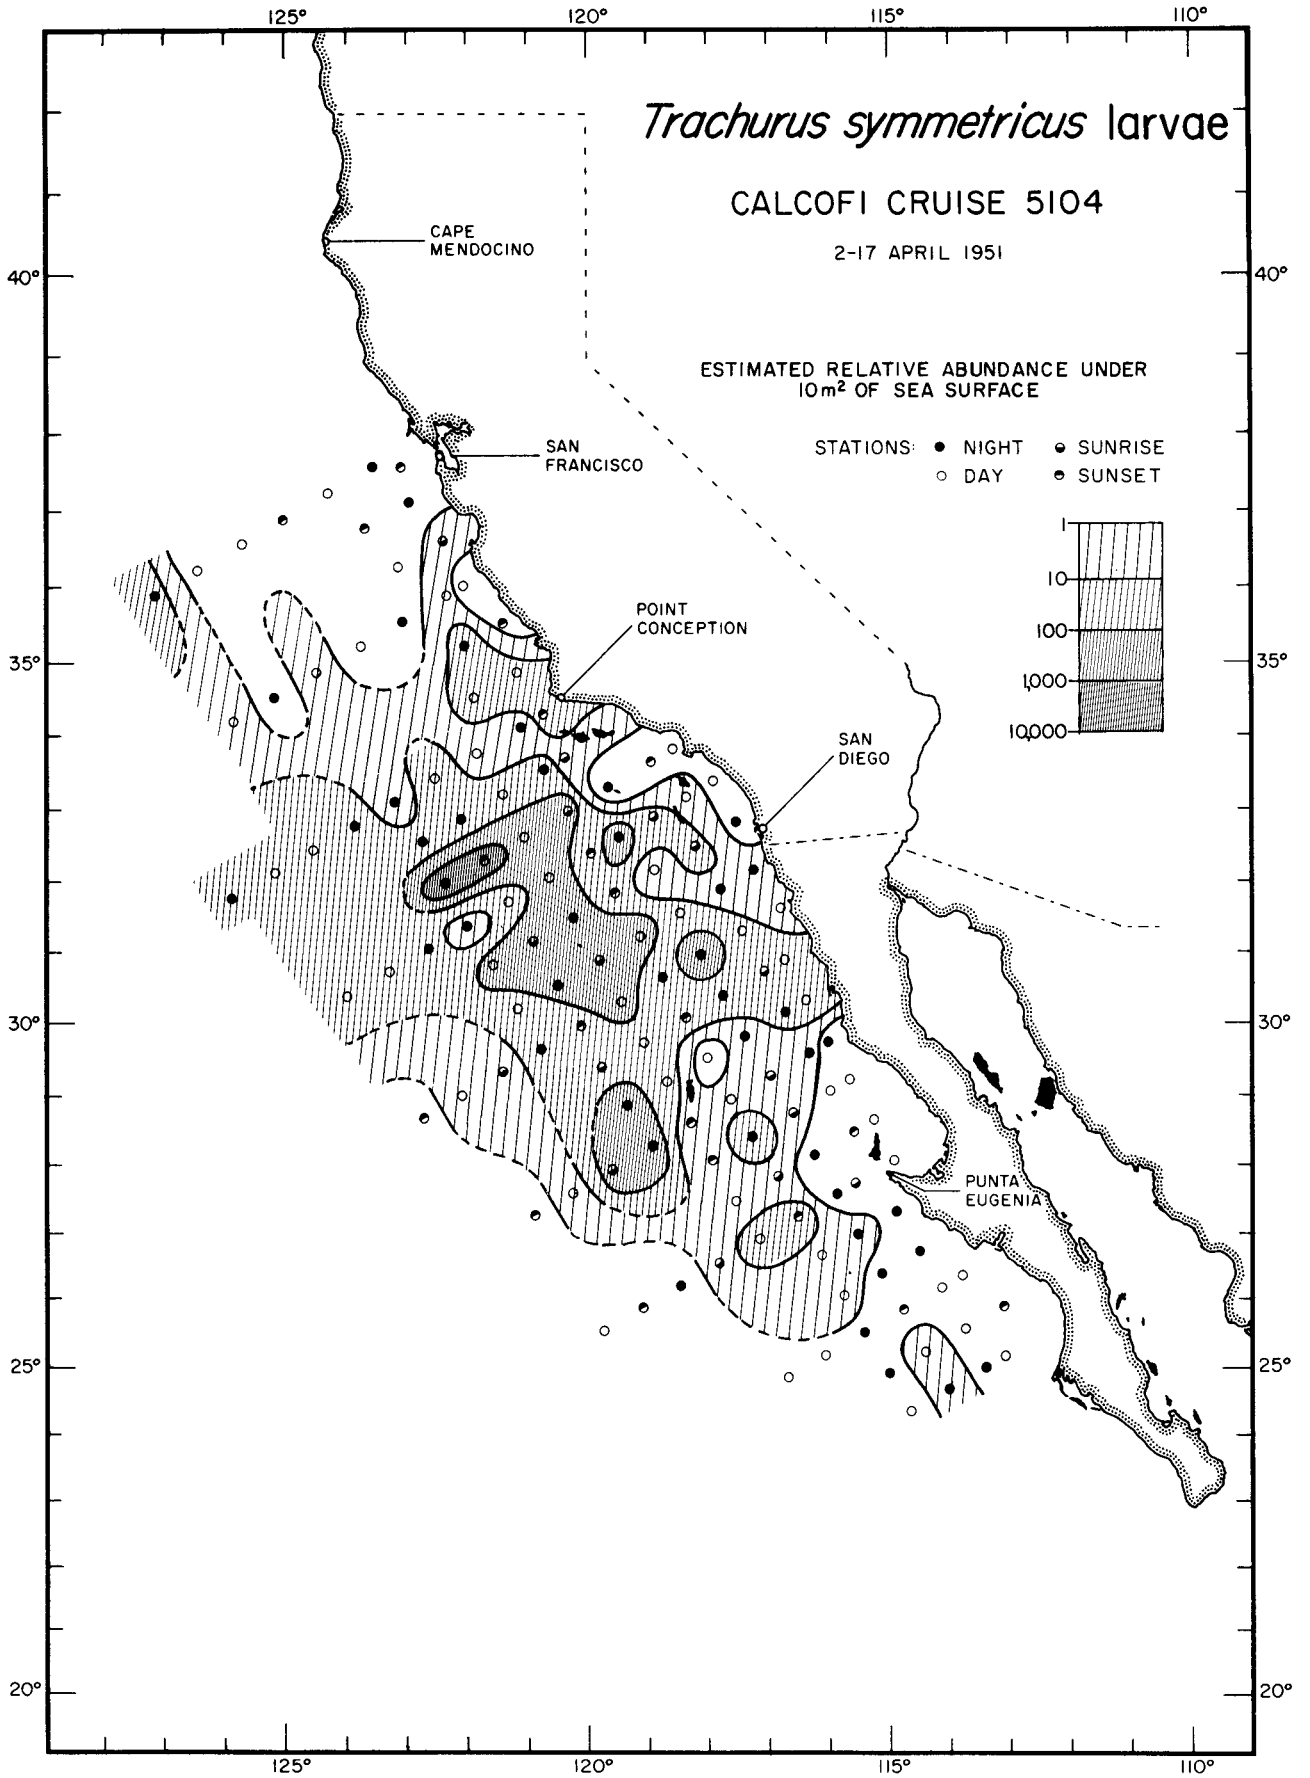 125° 120° 115° 110°
Trachurus symmetricus larvae
CALCOFI CRUISE 5104
2-17 APRIL 1951
CAPE
MENDOCINO
40° 40°
ESTIMATED RELATIVE ABUNDANCE UNDER
10m² OF SEA SURFACE
STATIONS: ● NIGHT ◒ SUNRISE
○ DAY ◓ SUNSET
SAN
FRANCISCO
1
10
100
1,000
10,000
POINT
CONCEPTION
35° 35°
SAN
DIEGO
30° 30°
PUNTA
EUGENIA
25° 25°
20° 20°
125° 120° 115° 110°